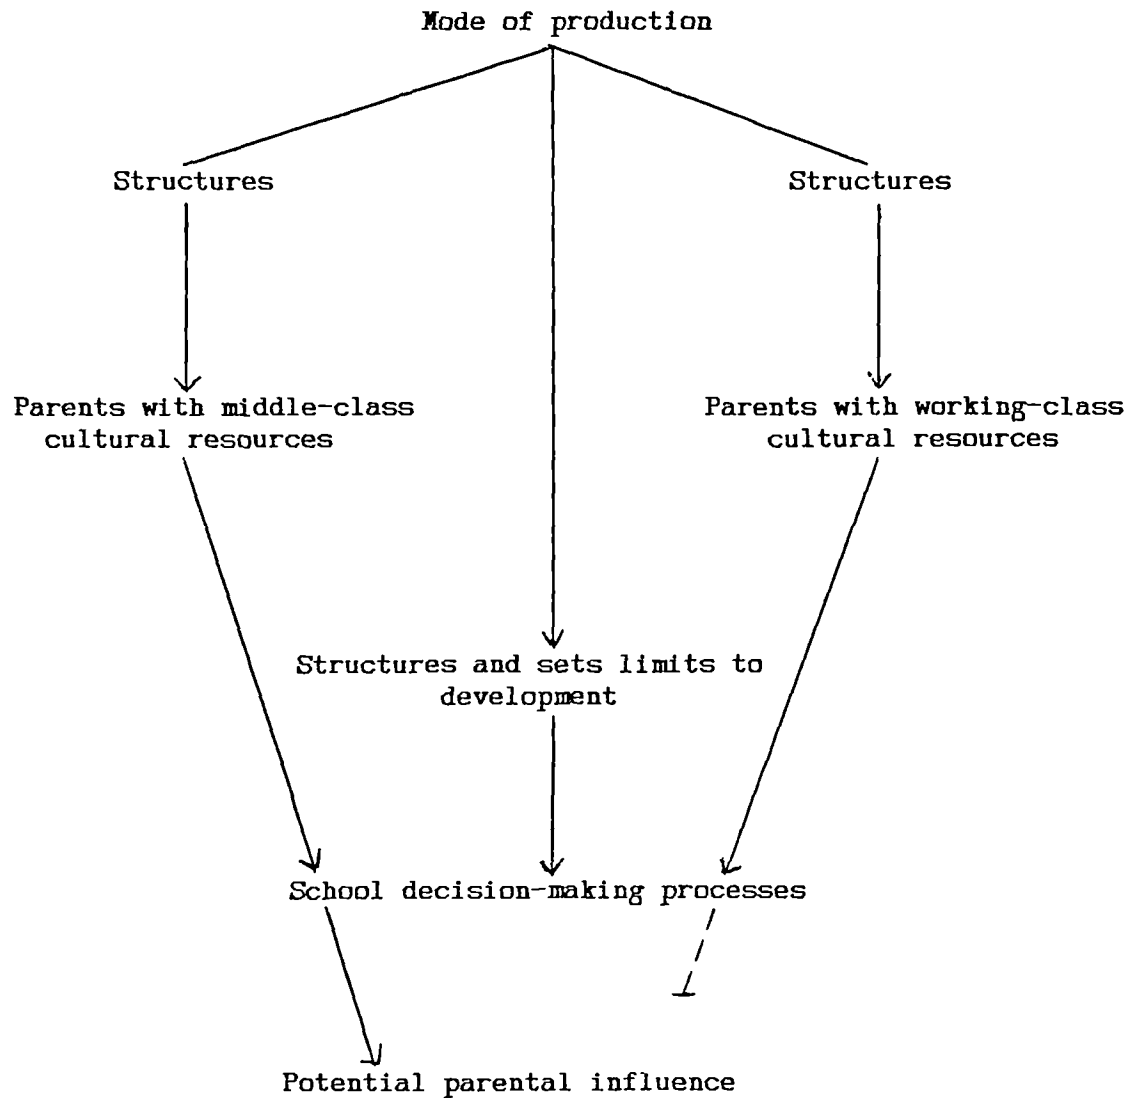 Mode of production
Structures
Structures
Parents with middle-class
cultural resources
Parents with working-class
cultural resources
Structures and sets limits to
development
School decision-making processes
Potential parental influence